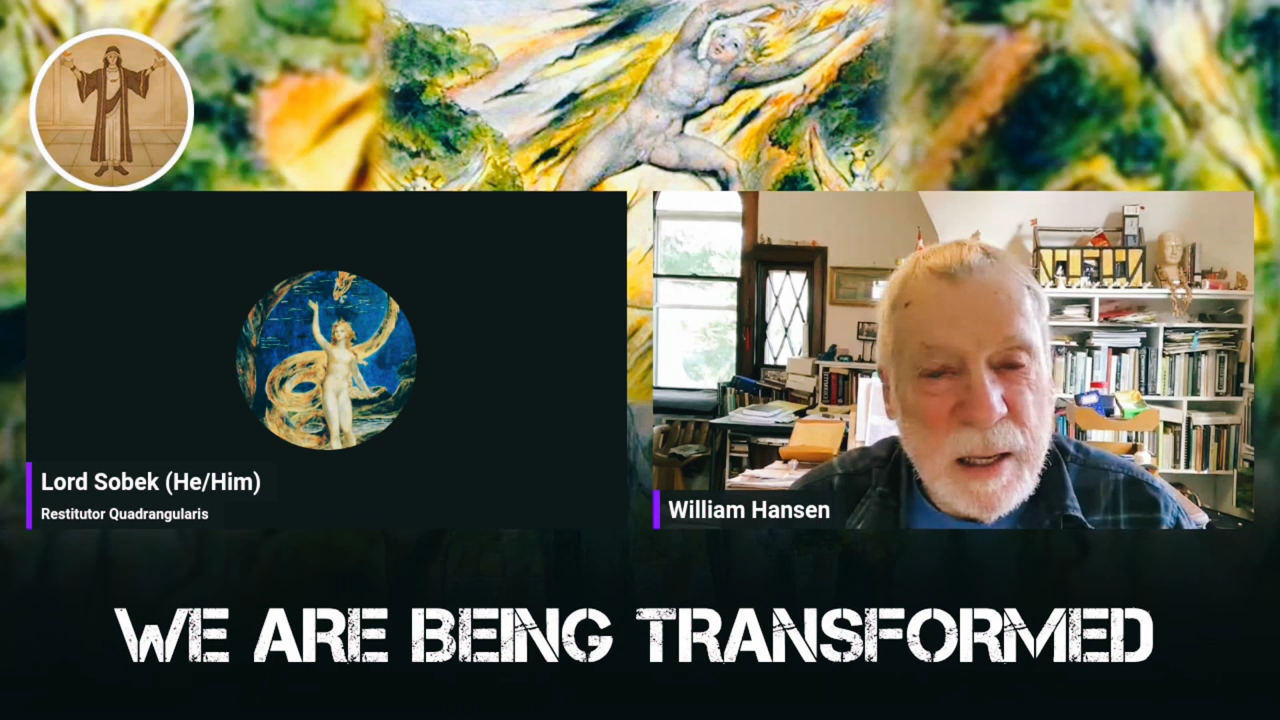 Lord Sobek (He/Him)
Restitutor Quadrangularis
William Hansen
WE ARE BEING TRANSFORMED